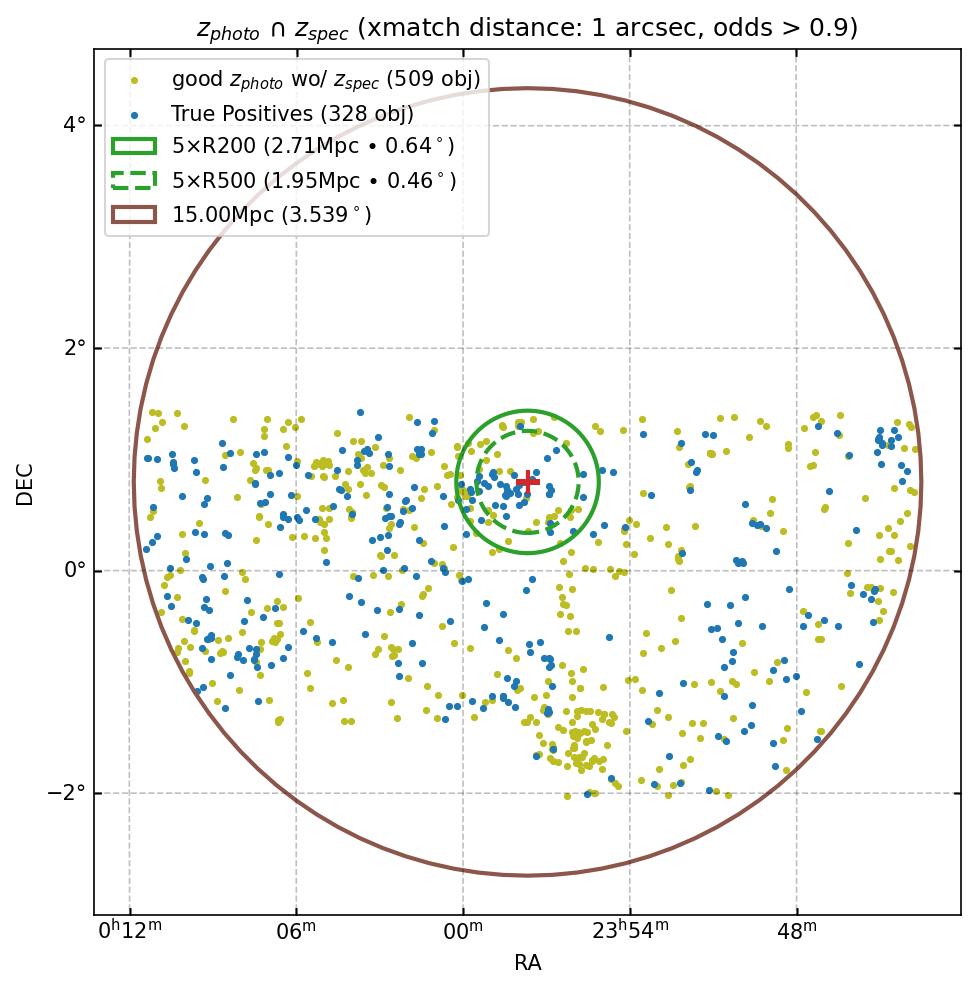 z_photo ∩ z_spec (xmatch distance: 1 arcsec, odds > 0.9)
good z_photo wo/ z_spec (509 obj)
True Positives (328 obj)
5×R200 (2.71Mpc • 0.64°)
5×R500 (1.95Mpc • 0.46°)
15.00Mpc (3.539°)
4°
2°
0°
−2°
DEC
0ʰ12ᵐ 06ᵐ 00ᵐ 23ʰ54ᵐ 48ᵐ
RA